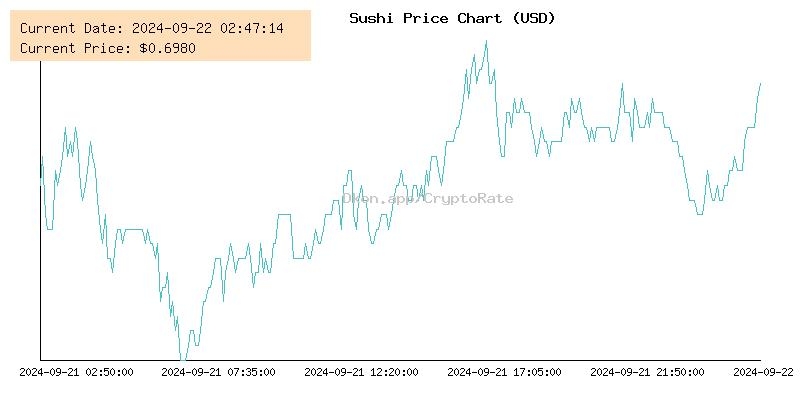 Sushi Price Chart (USD)
Current Date: 2024-09-22 02:47:14
Current Price: $0.6980
Oken.app/CryptoRate
2024-09-21 02:50:00
2024-09-21 07:35:00
2024-09-21 12:20:00
2024-09-21 17:05:00
2024-09-21 21:50:00
2024-09-22